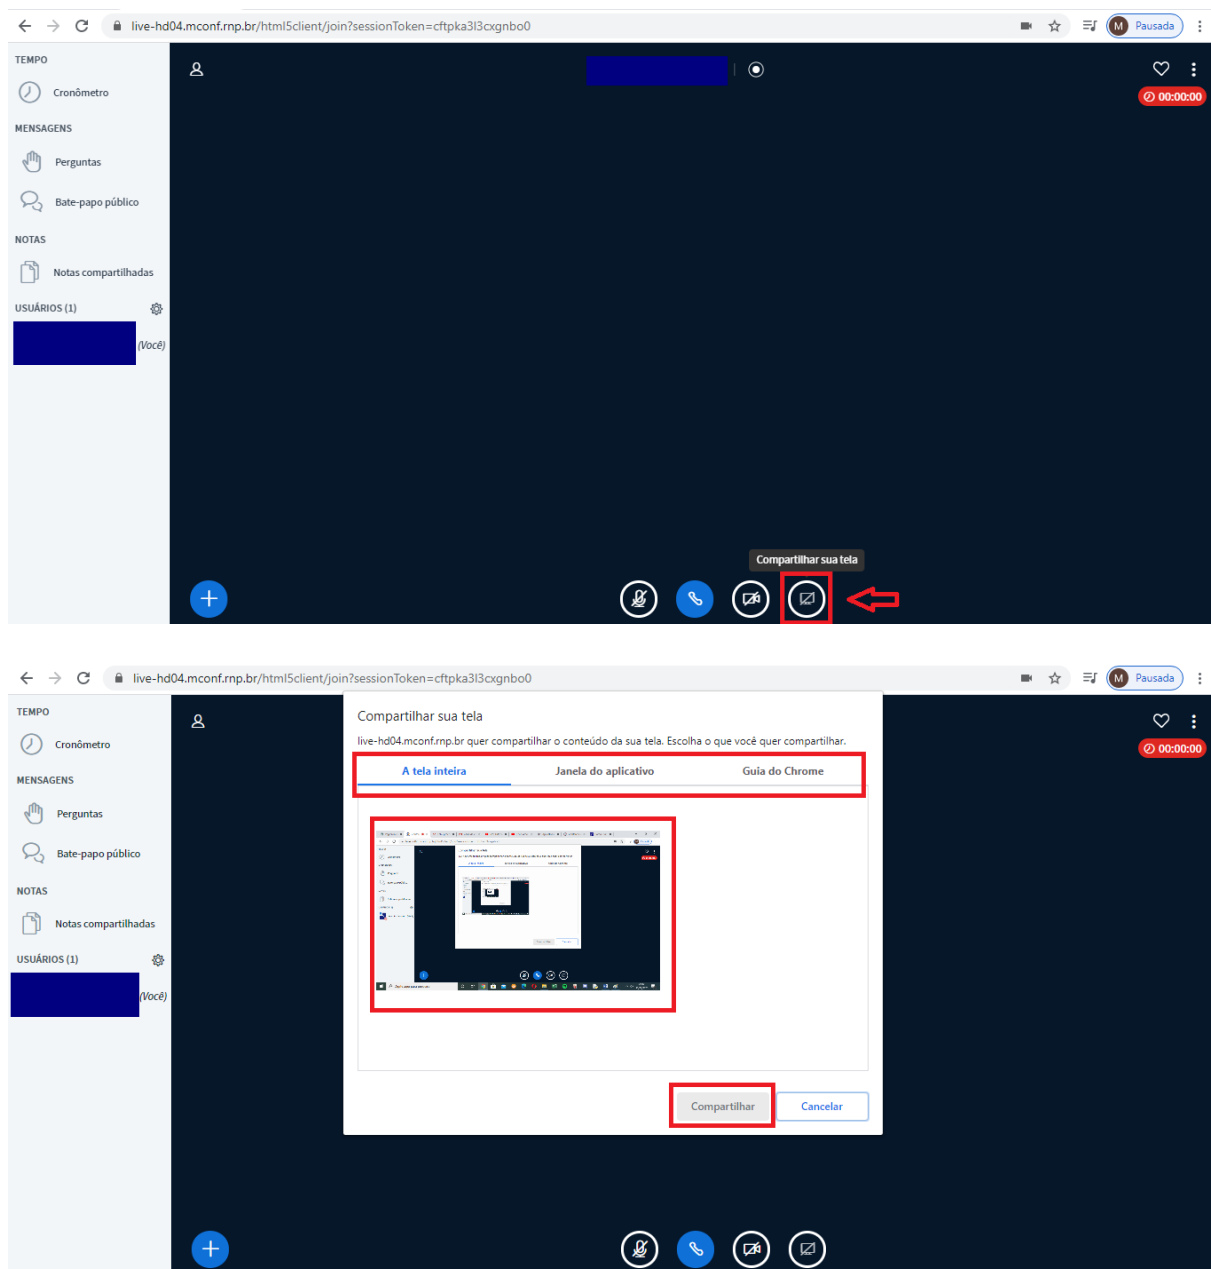 live-hd04.mconf.rnp.br/html5client/join?sessionToken=cftpka3l3cxgnbo0
M Pausada
TEMPO
Cronômetro
00:00:00
MENSAGENS
Perguntas
Bate-papo público
NOTAS
Notas compartilhadas
USUÁRIOS (1)
(Você)
Compartilhar sua tela
live-hd04.mconf.rnp.br/html5client/join?sessionToken=cftpka3l3cxgnbo0
M Pausada
TEMPO
Cronômetro
00:00:00
MENSAGENS
Perguntas
Bate-papo público
NOTAS
Notas compartilhadas
USUÁRIOS (1)
(Você)
Compartilhar sua tela
live-hd04.mconf.rnp.br quer compartilhar o conteúdo da sua tela. Escolha o que você quer compartilhar.
A tela inteira
Janela do aplicativo
Guia do Chrome
Compartilhar
Cancelar